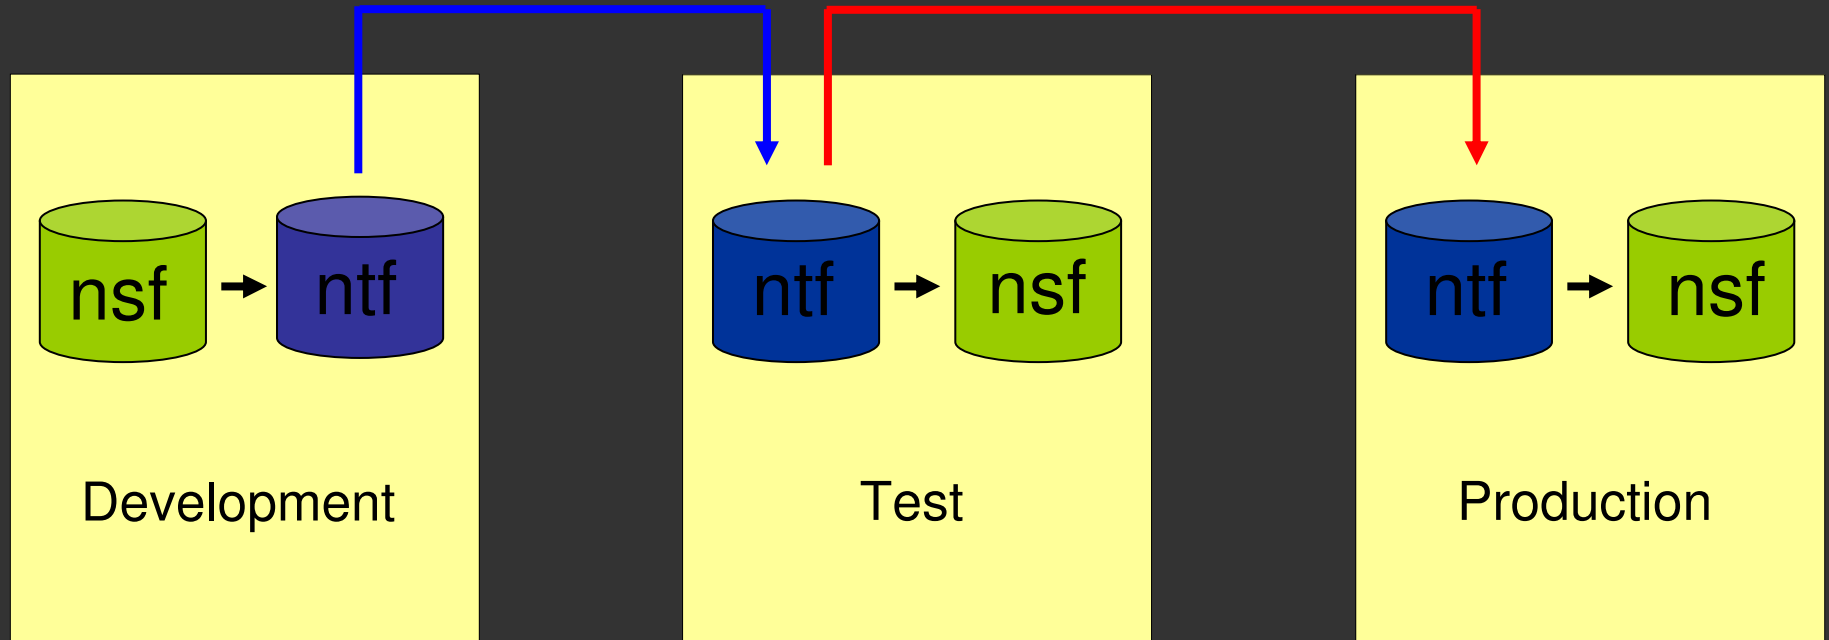 nsf
ntf
ntf
nsf
ntf
nsf
Development
Test
Production